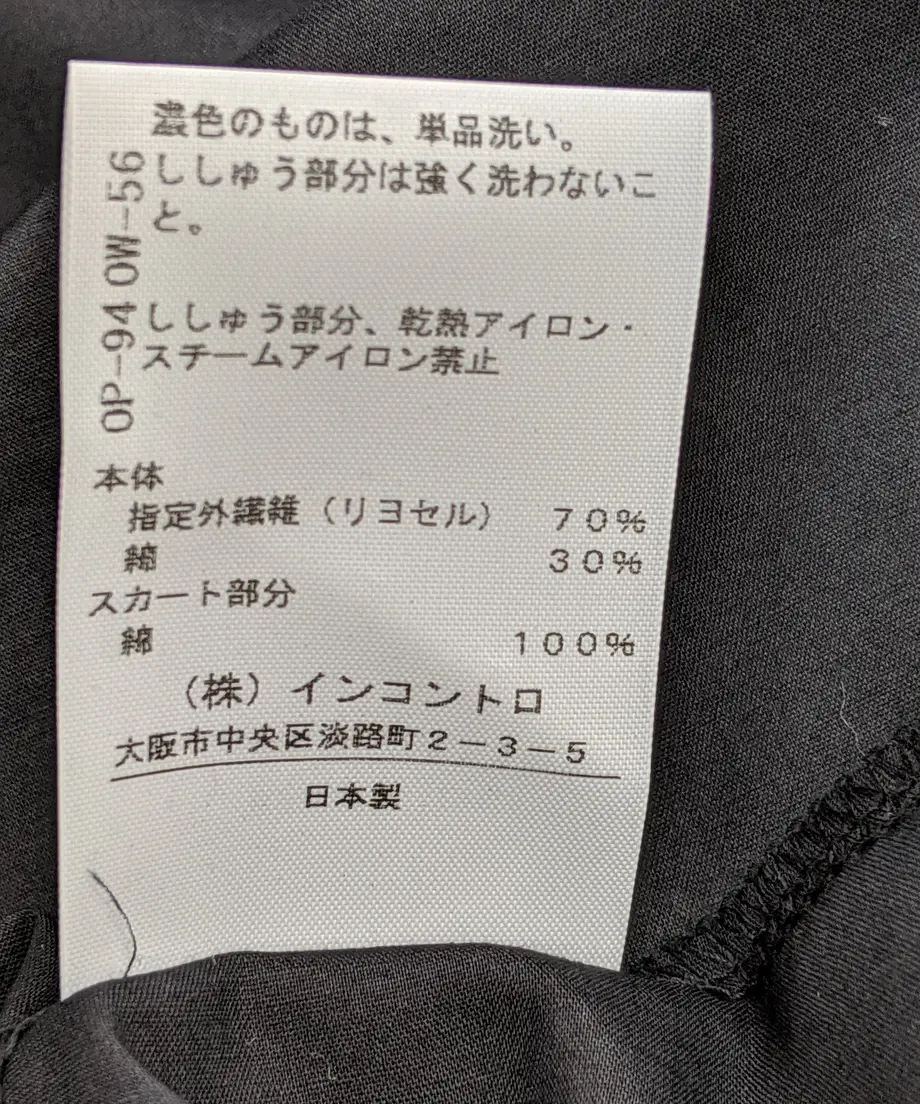 濃色のものは、単品洗い。
ししゅう部分は強く洗わないこ
と。
ししゅう部分、乾熱アイロン・
スチームアイロン禁止
OP-940W-56
本体
指定外繊維（リヨセル） 70%
綿 30%
スカート部分
綿 100%
（株）インコントロ
大阪市中央区淡路町2-3-5
日本製